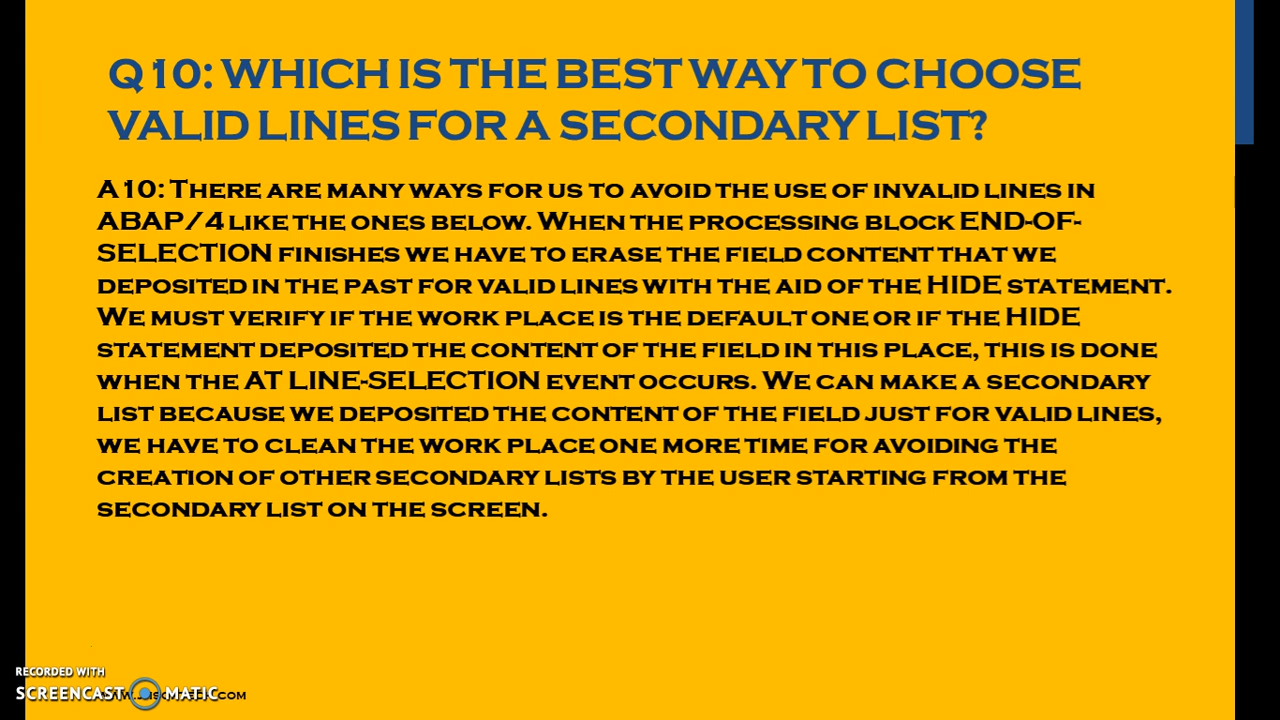 Q10: WHICH IS THE BEST WAY TO CHOOSE
VALID LINES FOR A SECONDARY LIST?
A10: THERE ARE MANY WAYS FOR US TO AVOID THE USE OF INVALID LINES IN
ABAP/4 LIKE THE ONES BELOW. WHEN THE PROCESSING BLOCK END-OF-
SELECTION FINISHES WE HAVE TO ERASE THE FIELD CONTENT THAT WE
DEPOSITED IN THE PAST FOR VALID LINES WITH THE AID OF THE HIDE STATEMENT.
WE MUST VERIFY IF THE WORK PLACE IS THE DEFAULT ONE OR IF THE HIDE
STATEMENT DEPOSITED THE CONTENT OF THE FIELD IN THIS PLACE, THIS IS DONE
WHEN THE AT LINE-SELECTION EVENT OCCURS. WE CAN MAKE A SECONDARY
LIST BECAUSE WE DEPOSITED THE CONTENT OF THE FIELD JUST FOR VALID LINES,
WE HAVE TO CLEAN THE WORK PLACE ONE MORE TIME FOR AVOIDING THE
CREATION OF OTHER SECONDARY LISTS BY THE USER STARTING FROM THE
SECONDARY LIST ON THE SCREEN.
RECORDED WITH
SCREENCAST MATIC